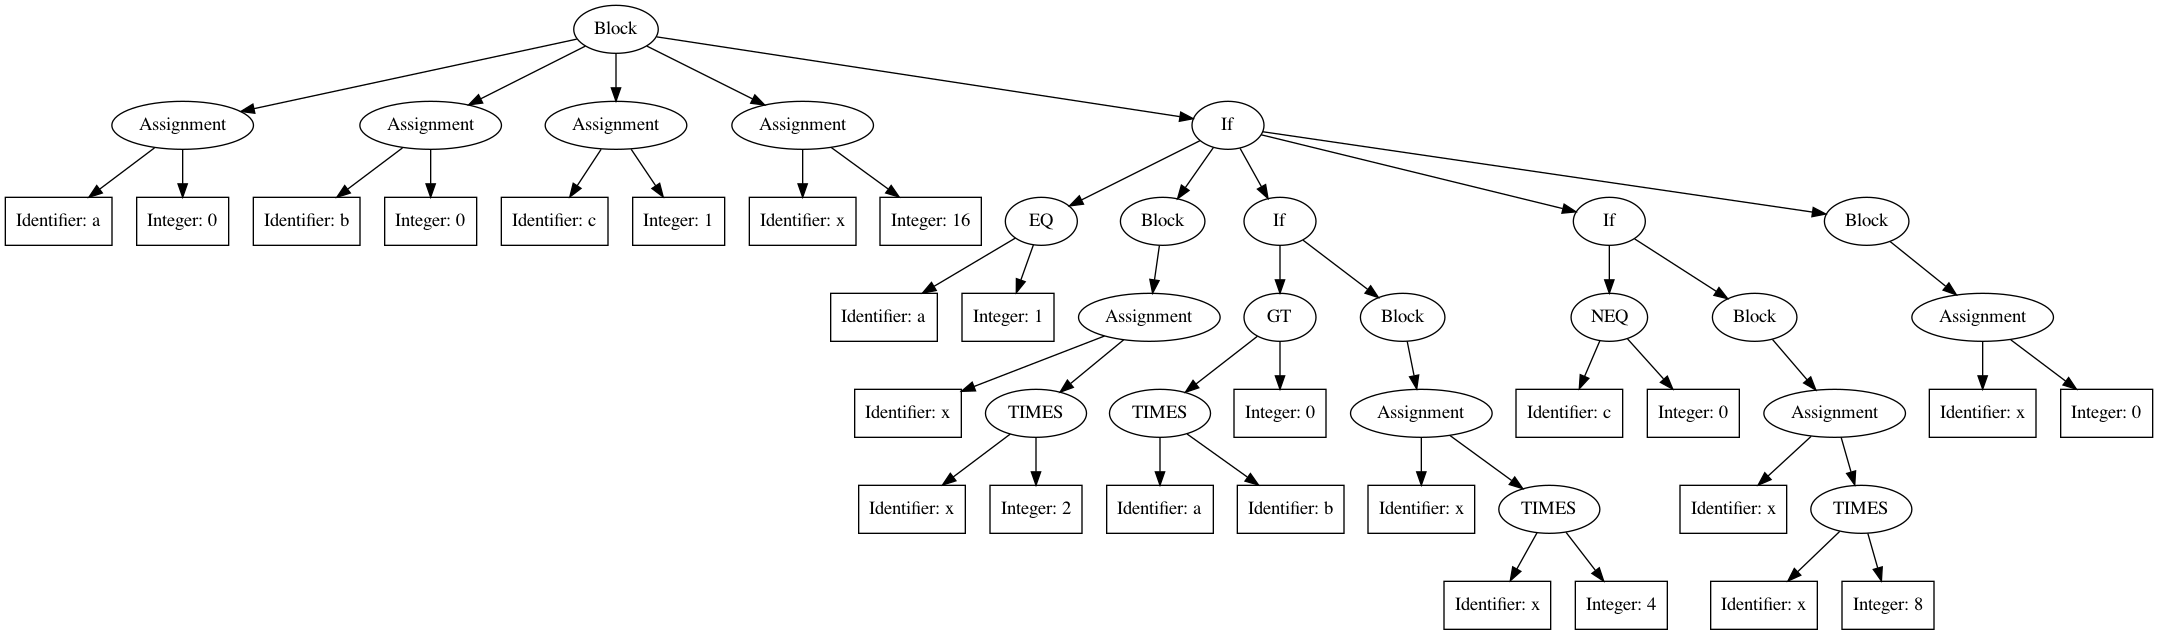 Block
Assignment Assignment Assignment Assignment If
Identifier: a Integer: 0 Identifier: b Integer: 0 Identifier: c Integer: 1 Identifier: x Integer: 16 EQ Block If If Block
Identifier: a Integer: 1 Assignment GT Block NEQ Block Assignment
Identifier: x TIMES TIMES Integer: 0 Assignment Identifier: c Integer: 0 Assignment Identifier: x Integer: 0
Identifier: x Integer: 2 Identifier: a Identifier: b Identifier: x TIMES Identifier: x TIMES
Identifier: x Integer: 4 Identifier: x Integer: 8